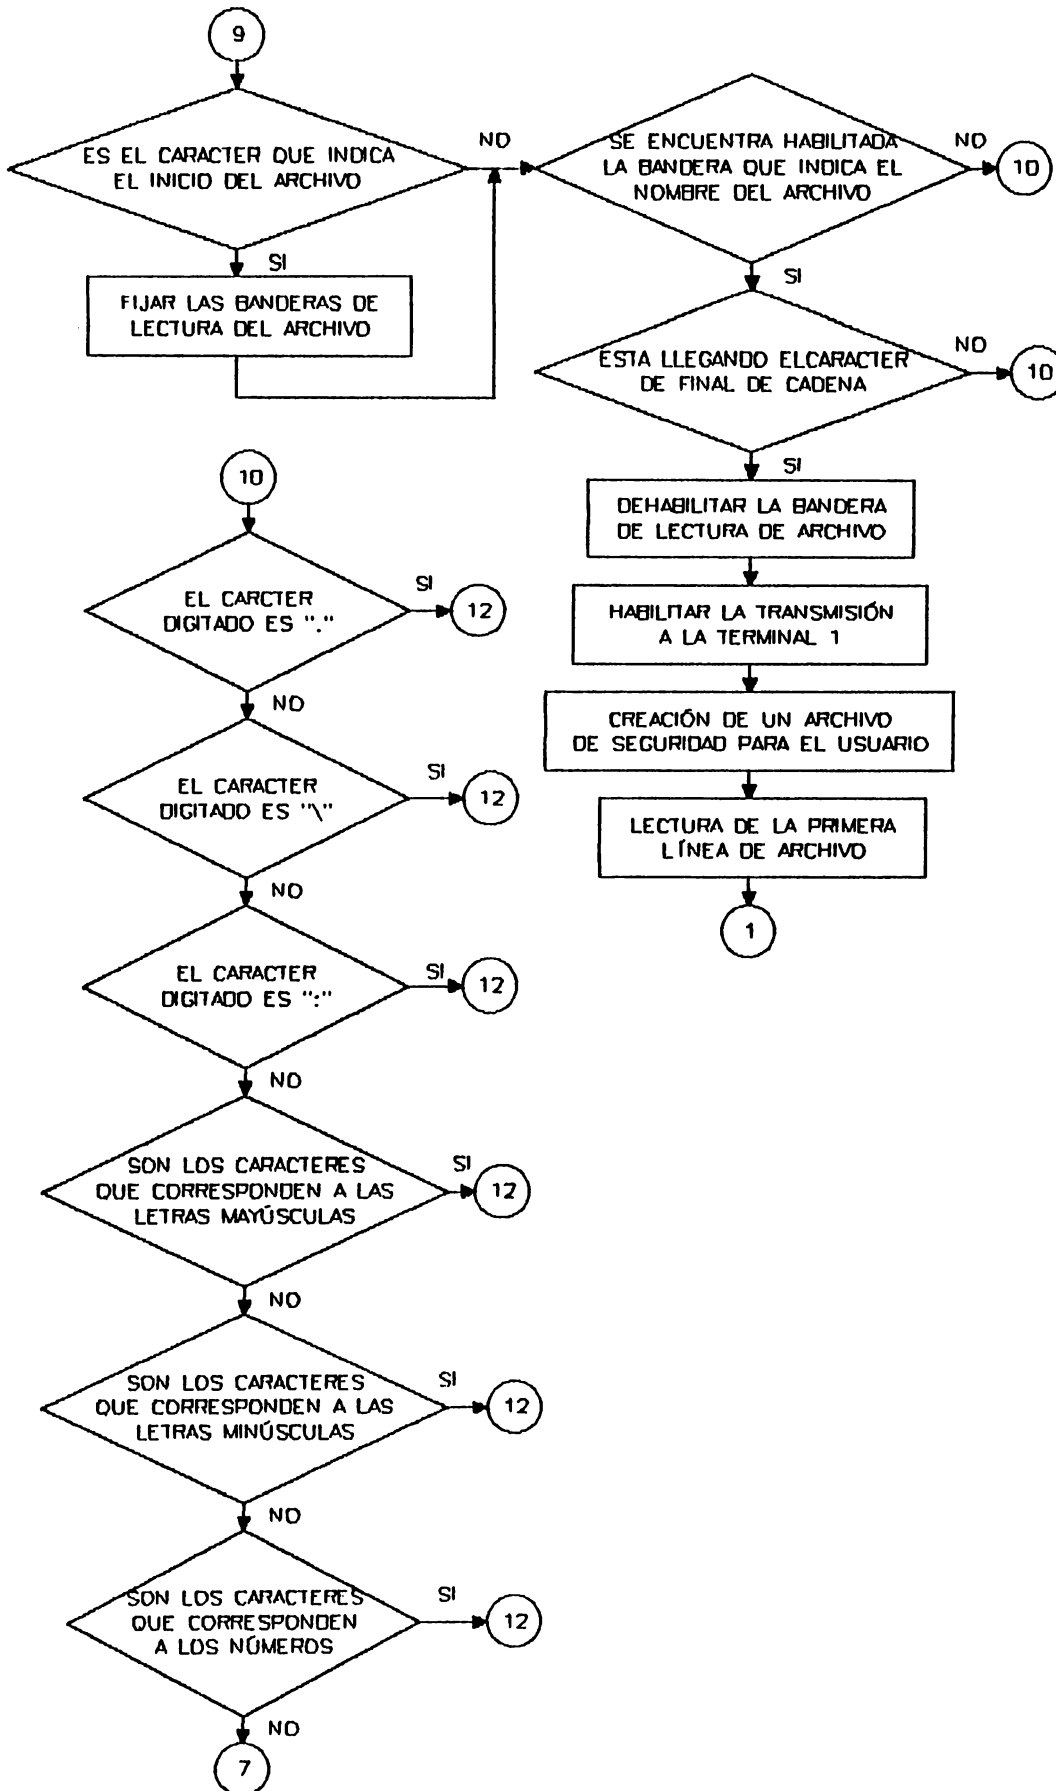 9
ES EL CARACTER QUE INDICA
EL INICIO DEL ARCHIVO
NO
SI
FIJAR LAS BANDERAS DE
LECTURA DEL ARCHIVO
SE ENCUENTRA HABILITADA
LA BANDERA QUE INDICA EL
NOMBRE DEL ARCHIVO
NO
10
SI
ESTA LLEGANDO ELCARACTER
DE FINAL DE CADENA
NO
10
SI
DEHABILITAR LA BANDERA
DE LECTURA DE ARCHIVO
HABILITAR LA TRANSMISIÓN
A LA TERMINAL 1
CREACIÓN DE UN ARCHIVO
DE SEGURIDAD PARA EL USUARIO
LECTURA DE LA PRIMERA
LÍNEA DE ARCHIVO
1
10
EL CARCTER
DIGITADO ES "."
SI
12
NO
EL CARACTER
DIGITADO ES "\"
SI
12
NO
EL CARACTER
DIGITADO ES ":"
SI
12
NO
SON LOS CARACTERES
QUE CORRESPONDEN A LAS
LETRAS MAYÚSCULAS
SI
12
NO
SON LOS CARACTERES
QUE CORRESPONDEN A LAS
LETRAS MINÚSCULAS
SI
12
NO
SON LOS CARACTERES
QUE CORRESPONDEN
A LOS NÚMEROS
SI
12
NO
7